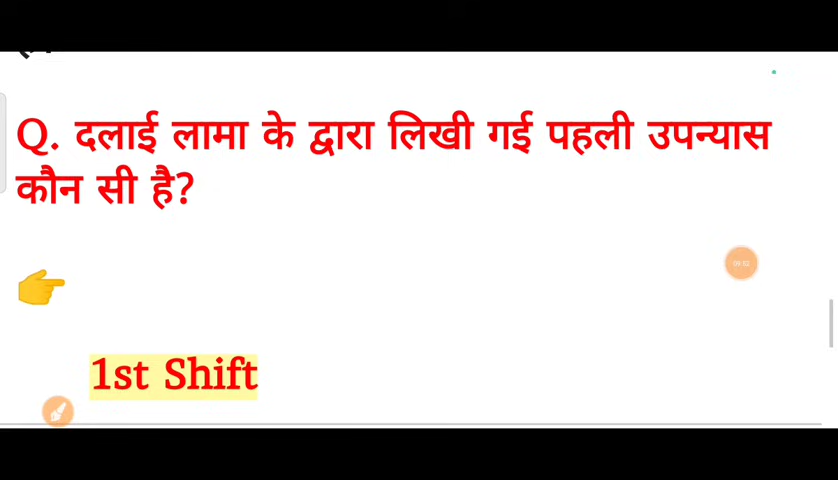 Q. दलाई लामा के द्वारा लिखी गई पहली उपन्यास
कौन सी है?
1st Shift